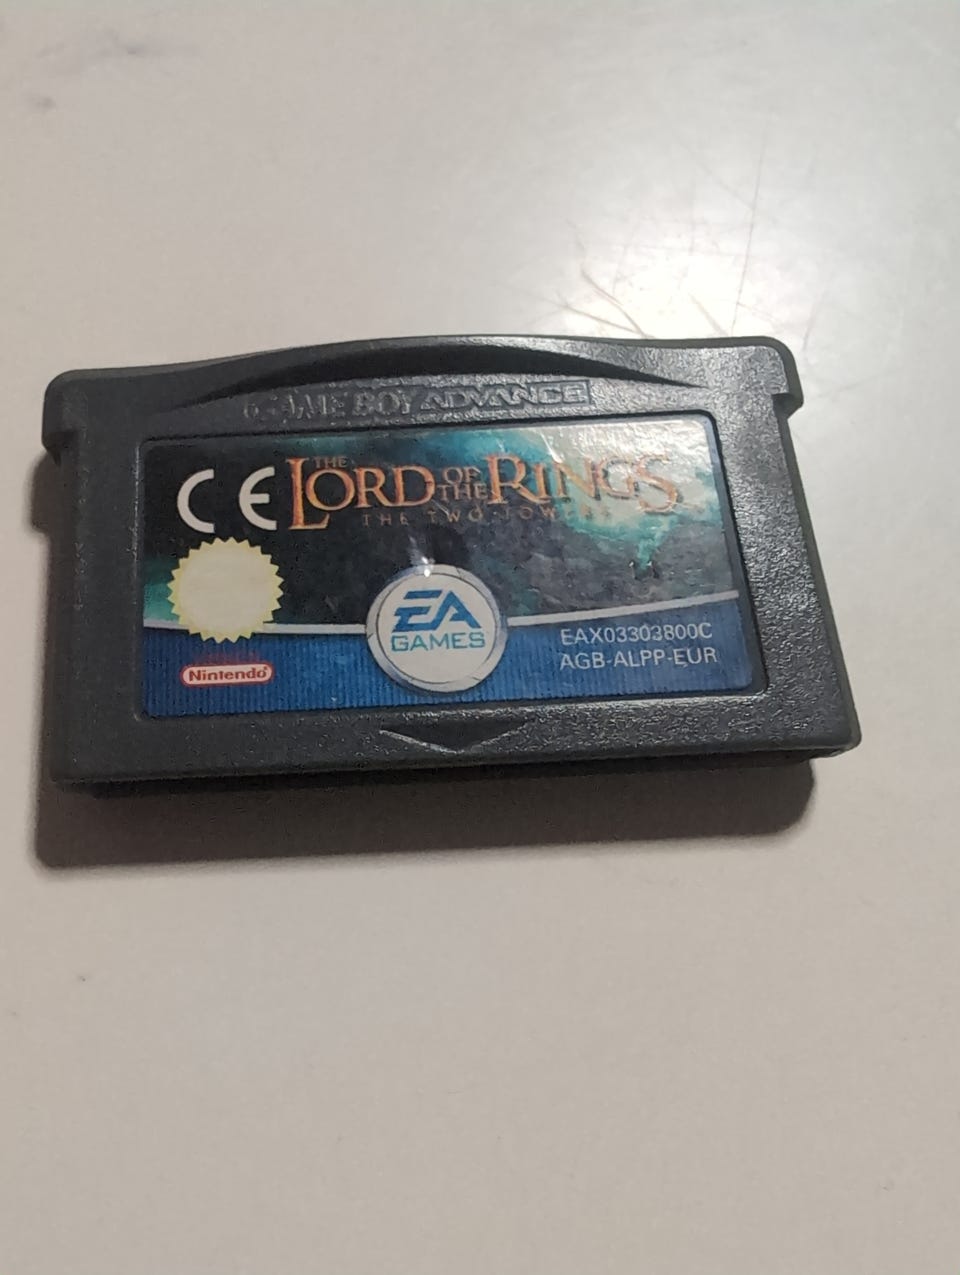 GAME BOY ADVANCE
CE
THE LORD OF THE RINGS
THE TWO TOWERS
EA GAMES
EAX03303800C
AGB-ALPP-EUR
Nintendo